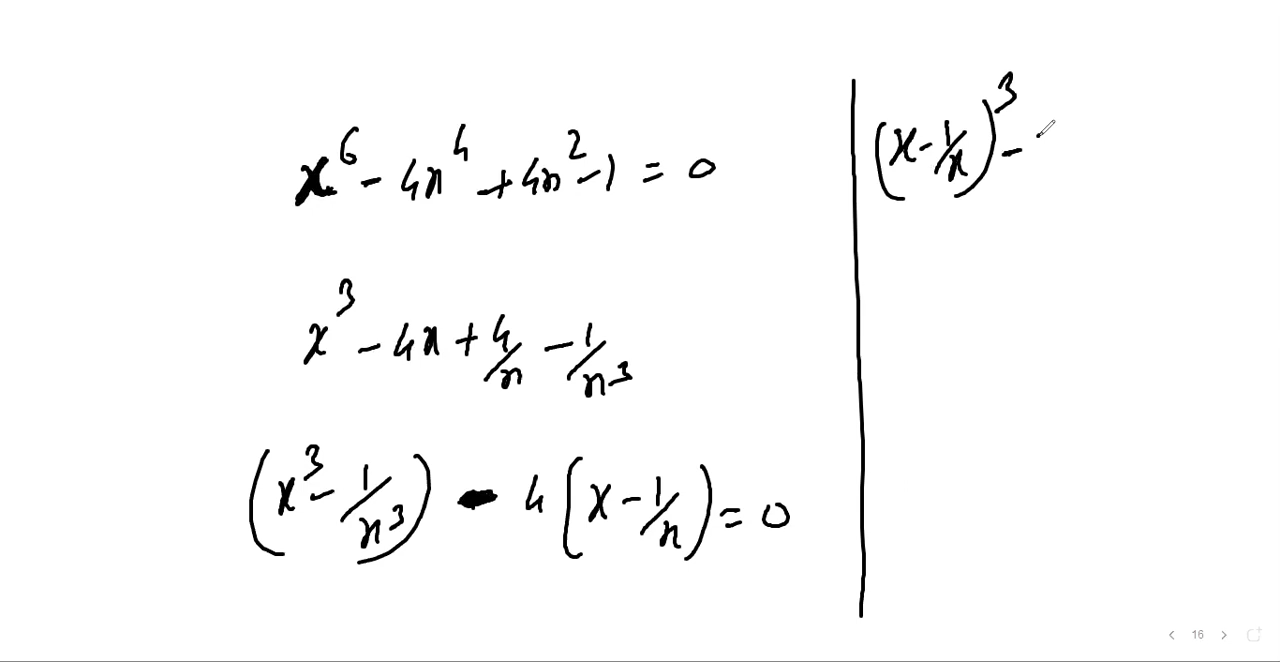 x^6 - 4x^4 + 4x^2 - 1 = 0
x^3 - 4x + 4/x - 1/x^3
(x^3 - 1/x^3) - 4(x - 1/x) = 0
(x - 1/x)^3 -
16